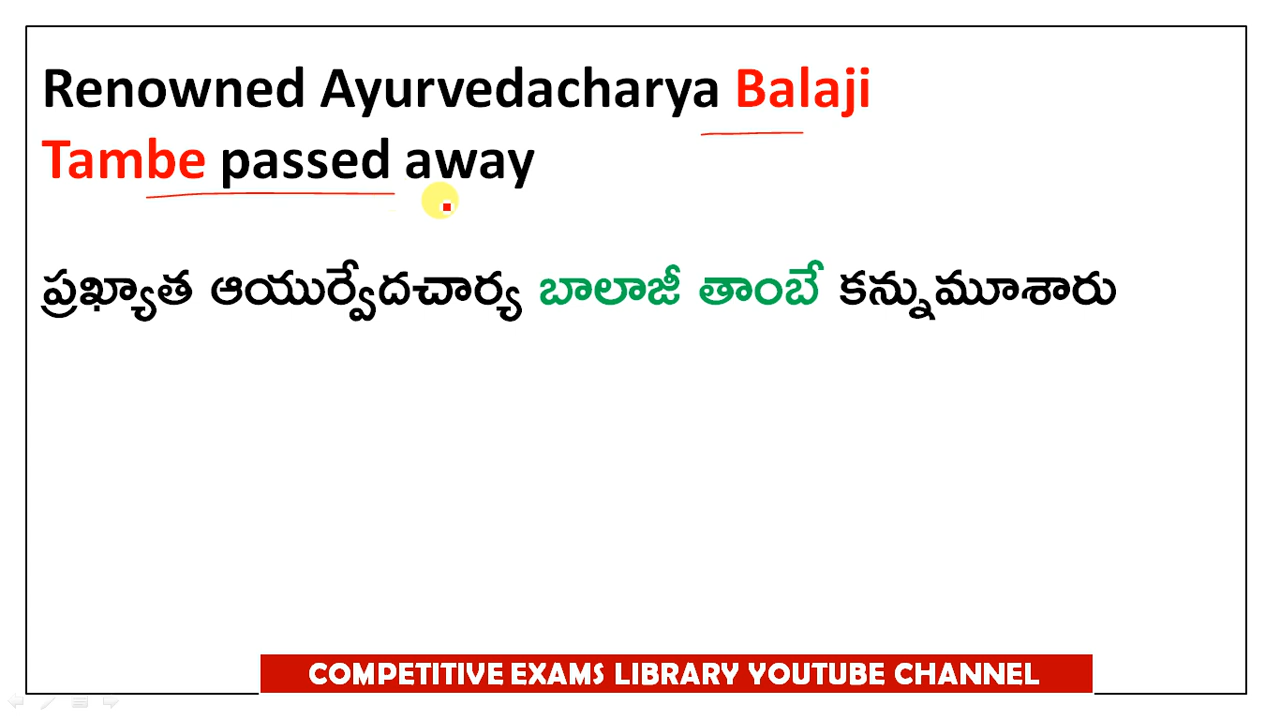 Renowned Ayurvedacharya Balaji
Tambe passed away
ప్రఖ్యాత ఆయుర్వేదచార్య బాలాజీ తాంబే కన్నుమూశారు
COMPETITIVE EXAMS LIBRARY YOUTUBE CHANNEL